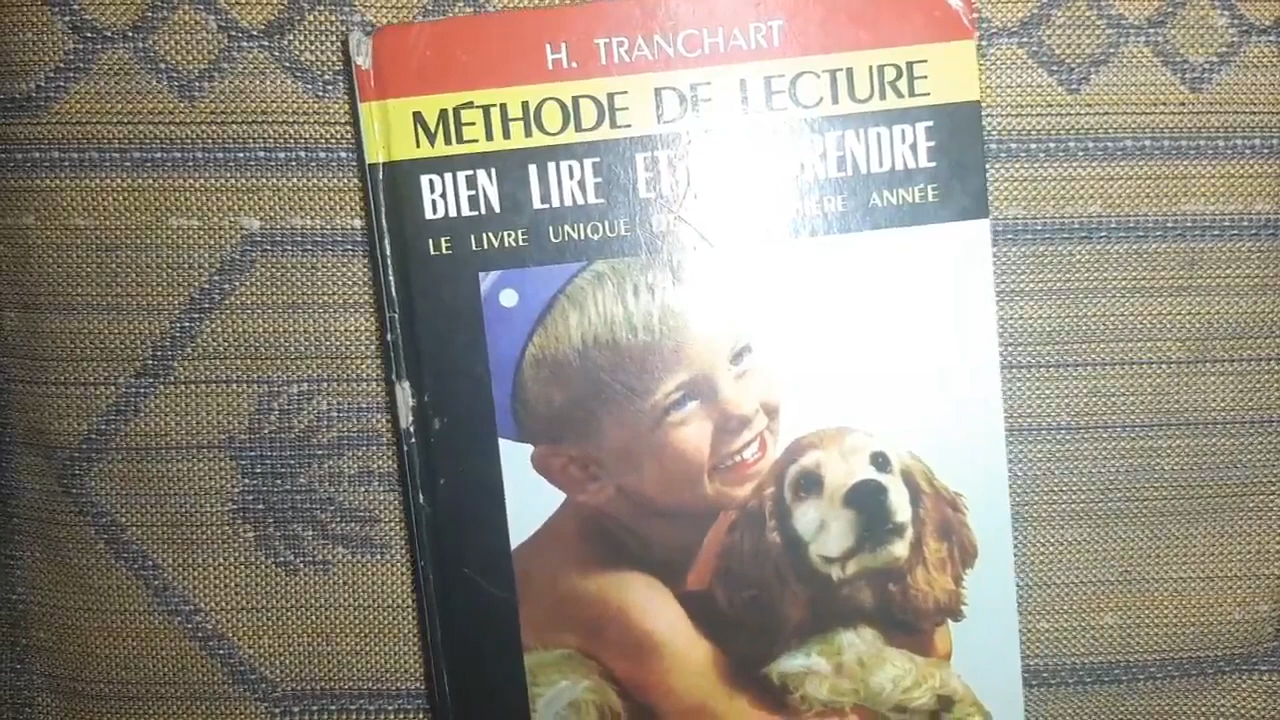 H. TRANCHART
MÉTHODE DE LECTURE
BIEN LIRE ET
LE LIVRE UNIQUE ANNÉE